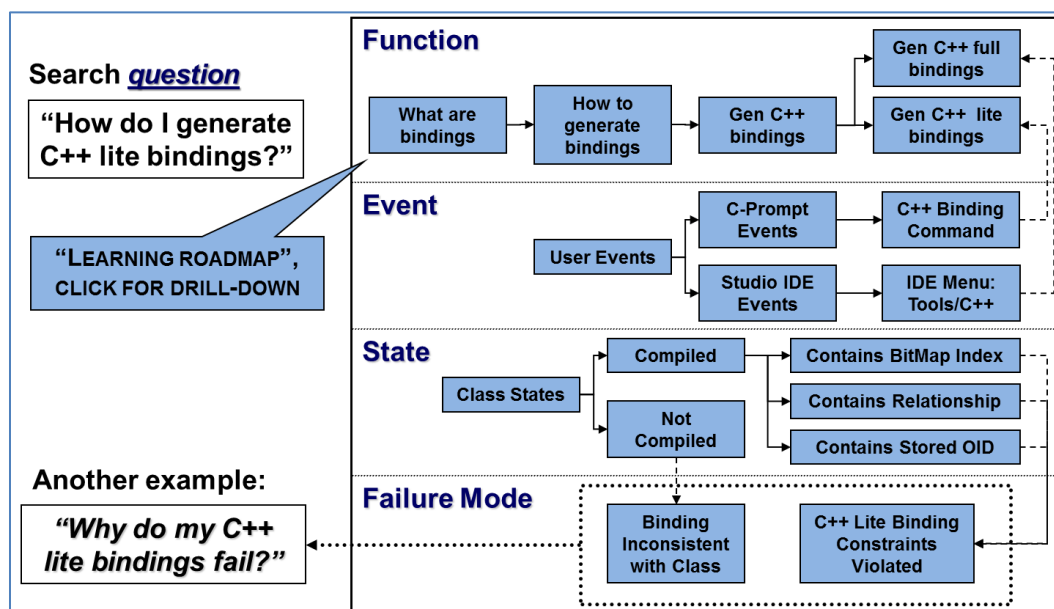 Search question
“How do I generate
C++ lite bindings?”
“LEARNING ROADMAP”,
CLICK FOR DRILL-DOWN
Another example:
“Why do my C++
lite bindings fail?”
Function
What are
bindings
How to
generate
bindings
Gen C++
bindings
Gen C++ full
bindings
Gen C++ lite
bindings
Event
User Events
C-Prompt
Events
C++ Binding
Command
Studio IDE
Events
IDE Menu:
Tools/C++
State
Class States
Compiled
Not
Compiled
Contains BitMap Index
Contains Relationship
Contains Stored OID
Failure Mode
Binding
Inconsistent
with Class
C++ Lite Binding
Constraints
Violated